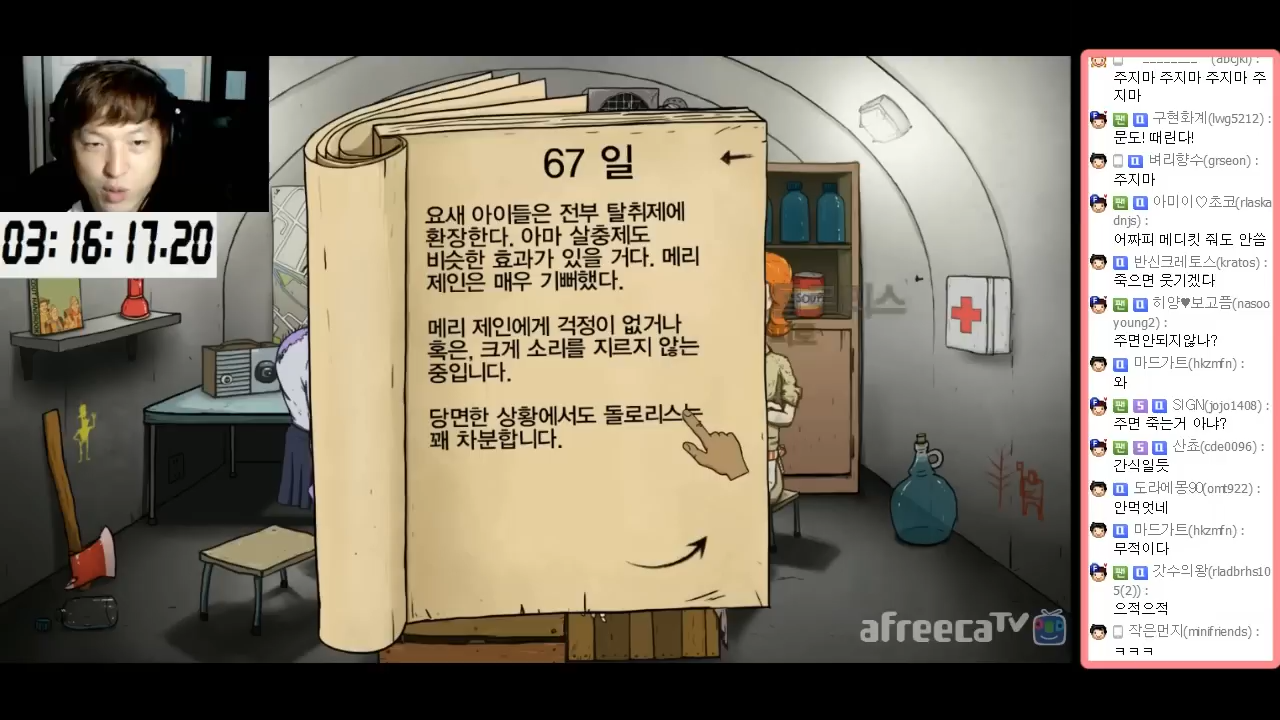 03:16:17.20
67 일
요새 아이들은 전부 탈취제에
환장한다. 아마 살충제도
비슷한 효과가 있을 거다. 메리
제인은 매우 기뻐했다.
메리 제인에게 걱정이 없거나
혹은, 크게 소리를 지르지 않는
중입니다.
당면한 상황에서도 돌로리스는
꽤 차분합니다.
SOUP
afreecaTV
주지마 주지마 주지마 주
지마
팬 구현화계(lwg5212) :
문도! 때린다!
벼리향수(grseon) :
주지마
팬 아미이♡초코(rlaska
dnjs) :
어짜피 메디킷 줘도 안씀
반신크레토스(kratos) :
죽으면 웃기겠다
팬 히양♥보고픔(nasoo
young2) :
주면안되지않나?
마드가트(hkzmfn) :
와
팬 S SIGN(jojo1408) :
주면 죽는거 아냐?
팬 S 산쵸(cde0096) :
간식일듯
도라에몽90(omt922) :
안먹엇네
마드가트(hkzmfn) :
무적이다
팬 갓수의왕(rladbrhs10
5(2)) :
으적으적
작은먼지(minifriends) :
ㅋㅋㅋ